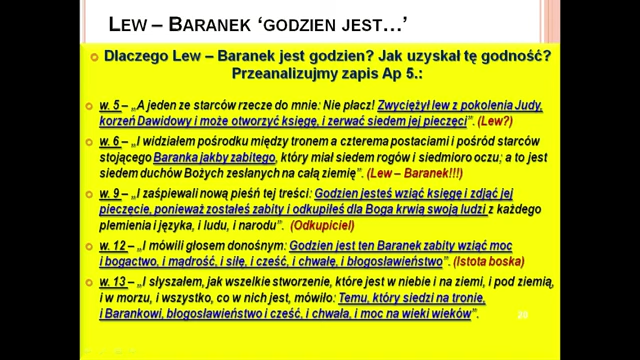 LEW – BARANEK ‘GODZIEN JEST…’
Dlaczego Lew – Baranek jest godzien? Jak uzyskał tę godność?
Przeanalizujmy zapis Ap 5.:
w. 5 – „A jeden ze starców rzecze do mnie: Nie płacz! Zwyciężył lew z pokolenia Judy,
korzeń Dawidowy i może otworzyć księgę, i zerwać siedem jej pieczęci”. (Lew?)
w. 6 – „I widziałem pośrodku między tronem a czterema postaciami i pośród starców
stojącego Baranka jakby zabitego, który miał siedem rogów i siedmioro oczu; a to jest
siedem duchów Bożych zesłanych na całą ziemię”. (Lew – Baranek!!!)
w. 9 – „I zaśpiewali nową pieśń tej treści: Godzien jesteś wziąć księgę i zdjąć jej
pieczęcie, ponieważ zostałeś zabity i odkupiłeś dla Boga krwią swoją ludzi z każdego
plemienia i języka, i ludu, i narodu”. (Odkupiciel)
w. 12 – „I mówili głosem donośnym: Godzien jest ten Baranek zabity wziąć moc
i bogactwo, i mądrość, i siłę, i cześć, i chwałę, i błogosławieństwo”. (Istota boska)
w. 13 – „I słyszałem, jak wszelkie stworzenie, które jest w niebie i na ziemi, i pod ziemią,
i w morzu, i wszystko, co w nich jest, mówiło: Temu, który siedzi na tronie,
i Barankowi, błogosławieństwo i cześć, i chwała, i moc na wieki wieków”.